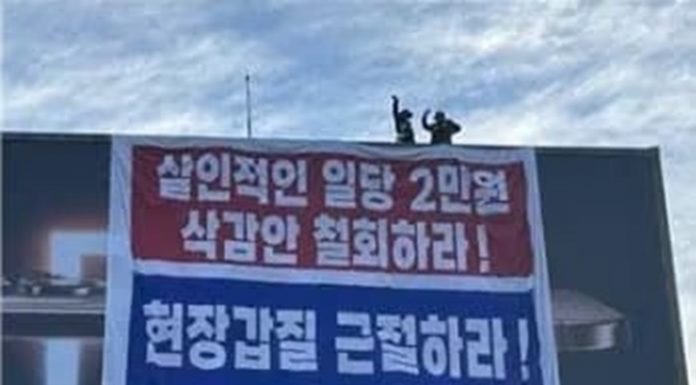 살인적인 일당 2만원
삭감안 철회하라!
현장갑질 근절하라!